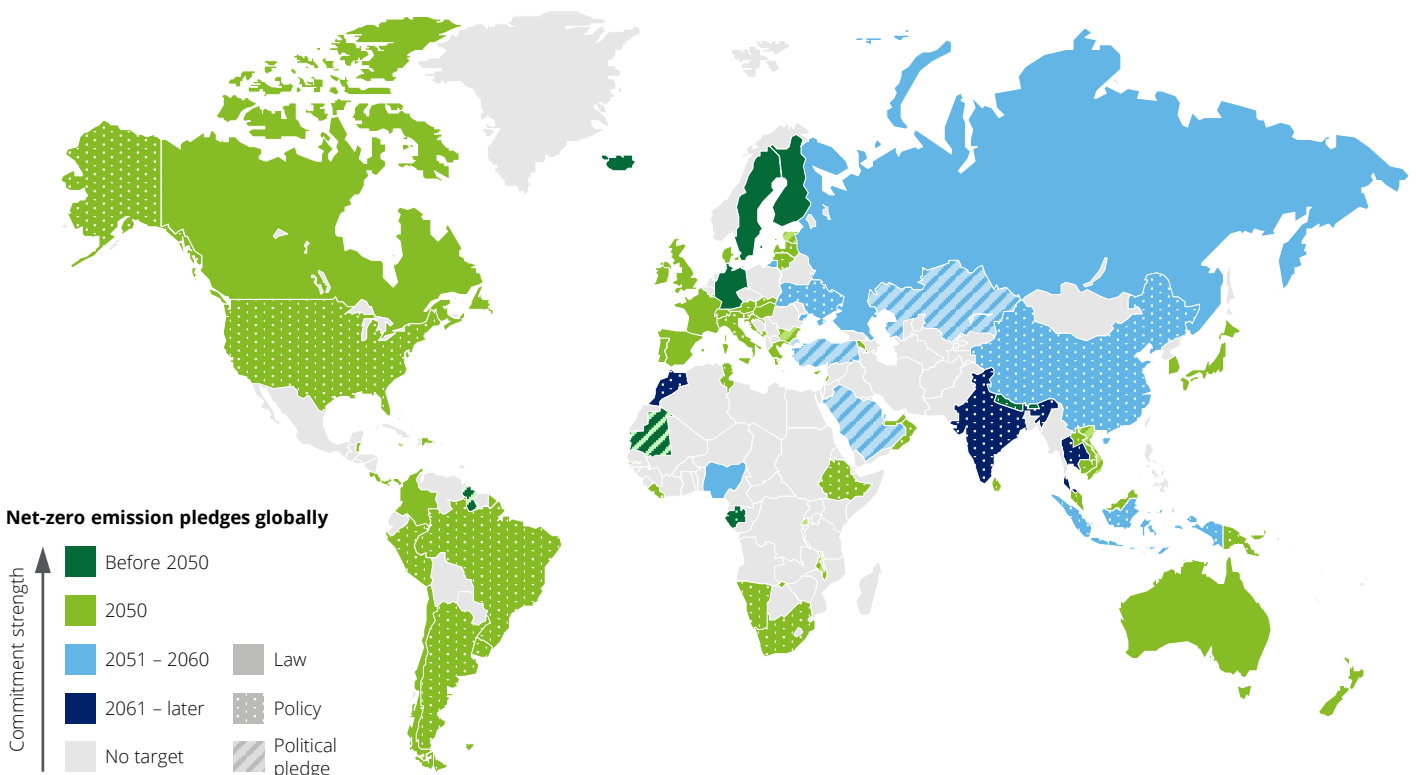 Net-zero emission pledges globally
Commitment strength
Before 2050
2050
2051 – 2060
2061 – later
No target
Law
Policy
Political
pledge